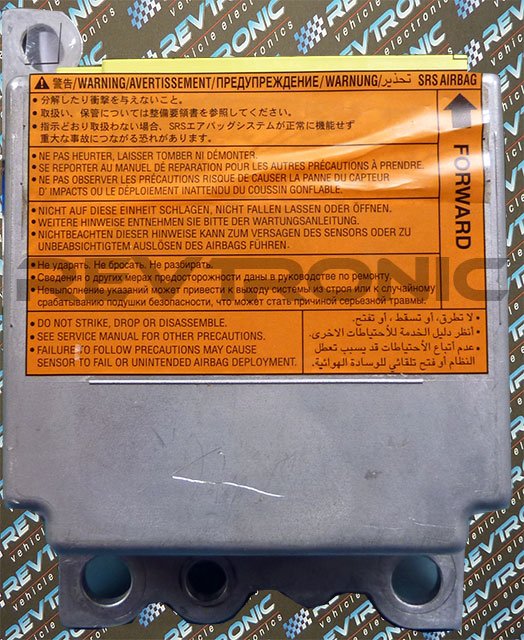 警告/WARNING/AVERTISSEMENT/ПРЕДУПРЕЖДЕНИЕ/WARNUNG/تحذير SRS AIRBAG
FORWARD
• 分解したり衝撃を与えないこと。
• 取扱い、保管については整備要領書を参照してください。
• 指示どおり取扱わない場合、SRSエアバッグシステムが正常に機能せず
重大な事故につながる恐れがあります。
• NE PAS HEURTER, LAISSER TOMBER NI DÉMONTER.
• SE REPORTER AU MANUEL DE RÉPARATION POUR LES AUTRES PRÉCAUTIONS À PRENDRE.
• NE PAS OBSERVER LES PRÉCAUTIONS RISQUE DE CAUSER LA PANNE DU CAPTEUR
D' IMPACTS OU LE DÉPLOIEMENT INATTENDU DU COUSSIN GONFLABLE.
• NICHT AUF DIESE EINHEIT SCHLAGEN, NICHT FALLEN LASSEN ODER ÖFFNEN.
• WEITERE HINWEISE ENTNEHMEN SIE BITTE DER WARTUNGSANLEITUNG.
• NICHTBEACHTEN DIESER HINWEISE KANN ZUM VERSAGEN DES SENSORS ODER ZU
UNBEABSICHTIGTEM AUSLÖSEN DES AIRBAGS FÜHREN.
• Не ударять. Не бросать. Не разбирать.
• Сведения о других мерах предосторожности даны в руководстве по ремонту.
• Невыполнение указаний может привести к выходу системы из строя или к случайному
срабатыванию подушки безопасности, что может стать причиной серьезной травмы.
• DO NOT STRIKE, DROP OR DISASSEMBLE.
• SEE SERVICE MANUAL FOR OTHER PRECAUTIONS.
• FAILURE TO FOLLOW PRECAUTIONS MAY CAUSE
SENSOR TO FAIL OR UNINTENDED AIRBAG DEPLOYMENT.
• لا تطرق، أو تسقط، أو تفتح.
• أنظر دليل الخدمة للأحتياطات الاخرى.
• عدم أتباع الأحتياطات قد يسبب تعطل
النظام أو فتح تلقائي للوسادة الهوائية.
REVTRONIC
REVTRONIC
vehicle electronics